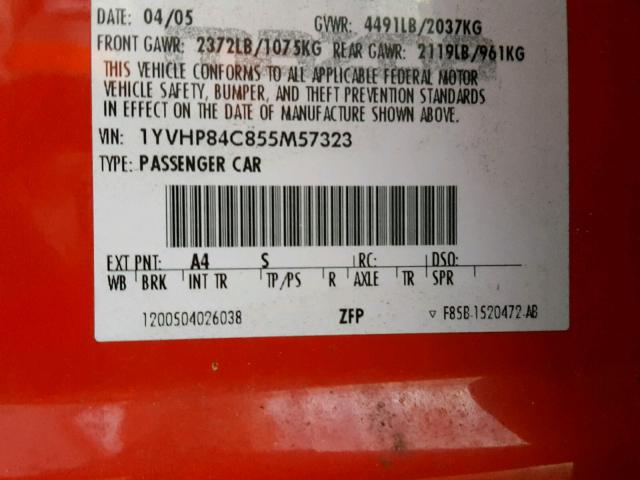 DATE: 04/05 GVWR: 4491LB/2037KG
FRONT GAWR: 2372LB/1075KG REAR GAWR: 2119LB/961KG
THIS VEHICLE CONFORMS TO ALL APPLICABLE FEDERAL MOTOR
VEHICLE SAFETY, BUMPER, AND THEFT PREVENTION STANDARDS
IN EFFECT ON THE DATE OF MANUFACTURE SHOWN ABOVE.
VIN: 1YVHP84C855M57323
TYPE: PASSENGER CAR
EXT PNT: A4 S RC: DSO:
WB BRK INT TR TP/PS R AXLE TR SPR
1200504026038 ZFP ▽ F85B-1520472-AB